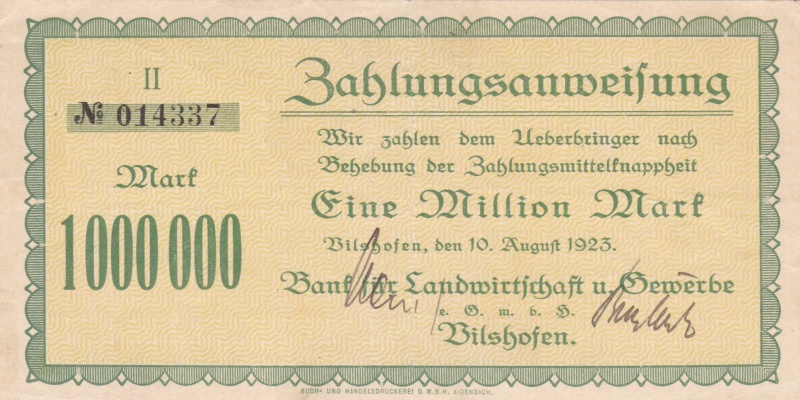 II
№ 014337
Mark
1000000
Zahlungsanweisung
Wir zahlen dem Ueberbringer nach
Behebung der Zahlungsmittelknappheit
Eine Million Mark
Vilshofen, den 10. August 1923.
Bank für Landwirtschaft u. Gewerbe
e. G. m. b. H.
Vilshofen.
BUCH- UND HANDELSDRUCKEREI G.M.B.H. AIDENBACH.